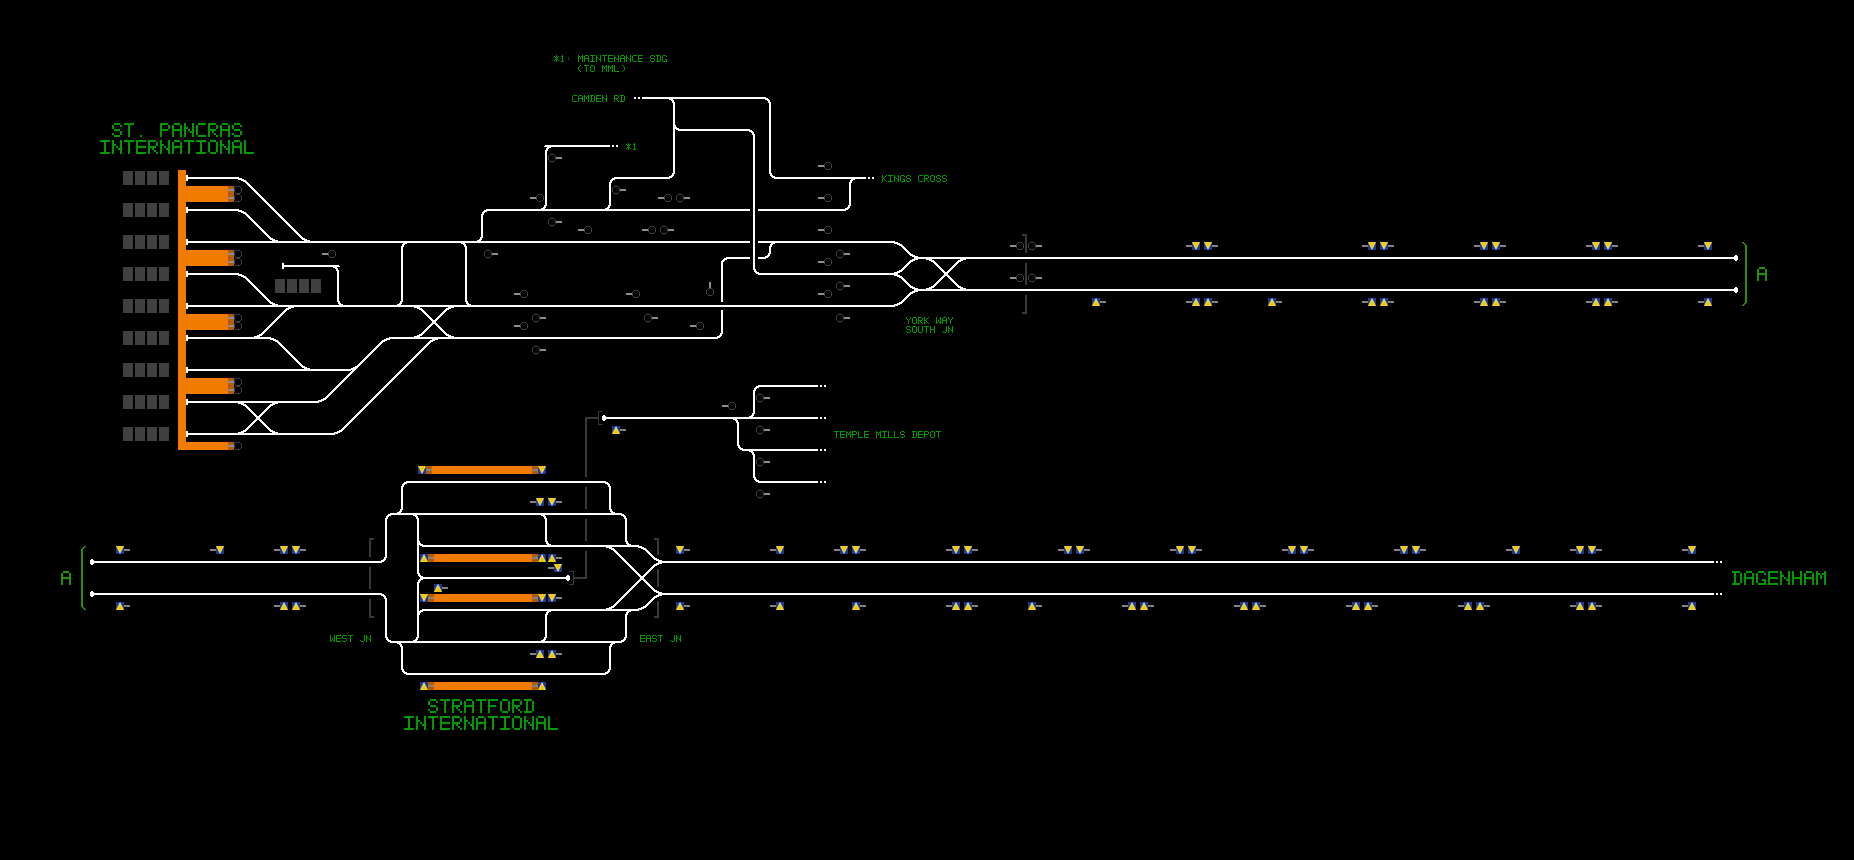 *1: MAINTENANCE SDG
(TO MML)
CAMDEN RD
ST. PANCRAS
INTERNATIONAL
*1
KINGS CROSS
A
YORK WAY
SOUTH JN
TEMPLE MILLS DEPOT
A
DAGENHAM
WEST JN
EAST JN
STRATFORD
INTERNATIONAL